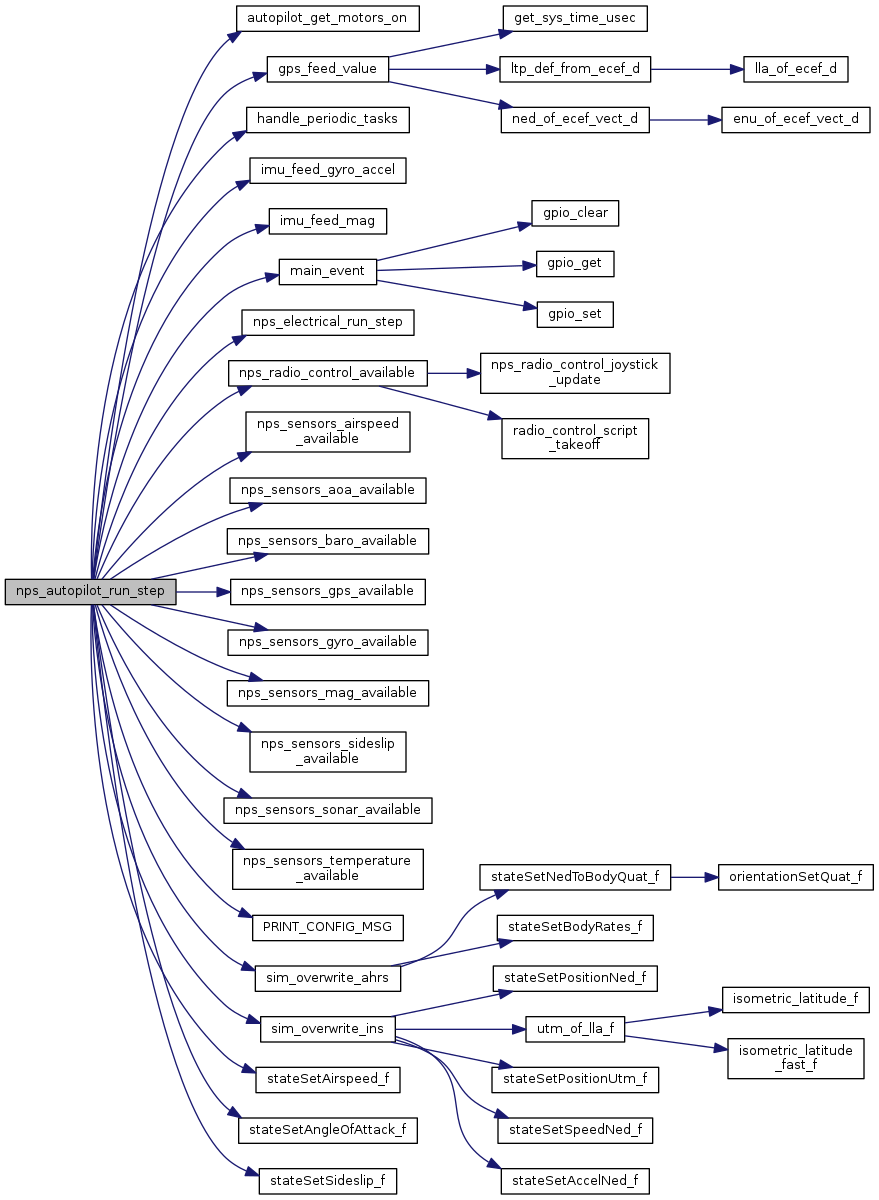 autopilot_get_motors_on
get_sys_time_usec
gps_feed_value
ltp_def_from_ecef_d
lla_of_ecef_d
handle_periodic_tasks
ned_of_ecef_vect_d
enu_of_ecef_vect_d
imu_feed_gyro_accel
imu_feed_mag
gpio_clear
main_event
gpio_get
gpio_set
nps_electrical_run_step
nps_radio_control_available
nps_radio_control_joystick
_update
nps_sensors_airspeed
_available
radio_control_script
_takeoff
nps_sensors_aoa_available
nps_sensors_baro_available
nps_autopilot_run_step
nps_sensors_gps_available
nps_sensors_gyro_available
nps_sensors_mag_available
nps_sensors_sideslip
_available
nps_sensors_sonar_available
nps_sensors_temperature
_available
stateSetNedToBodyQuat_f
orientationSetQuat_f
PRINT_CONFIG_MSG
stateSetBodyRates_f
sim_overwrite_ahrs
stateSetPositionNed_f
isometric_latitude_f
sim_overwrite_ins
utm_of_lla_f
isometric_latitude
_fast_f
stateSetAirspeed_f
stateSetPositionUtm_f
stateSetAngleOfAttack_f
stateSetSpeedNed_f
stateSetSideslip_f
stateSetAccelNed_f